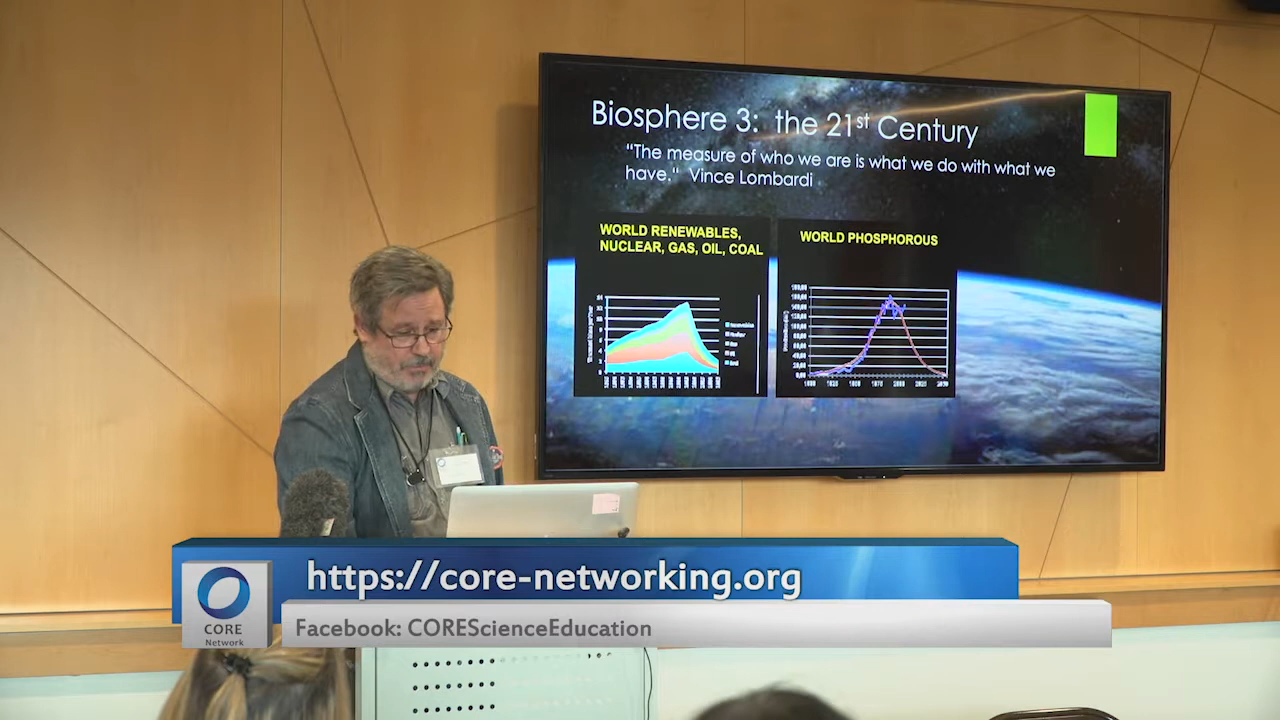 Biosphere 3: the 21st Century
"The measure of who we are is what we do with what we
have." Vince Lombardi
WORLD RENEWABLES,
NUCLEAR, GAS, OIL, COAL
WORLD PHOSPHOROUS
https://core-networking.org
Facebook: COREScienceEducation
CORE
Network